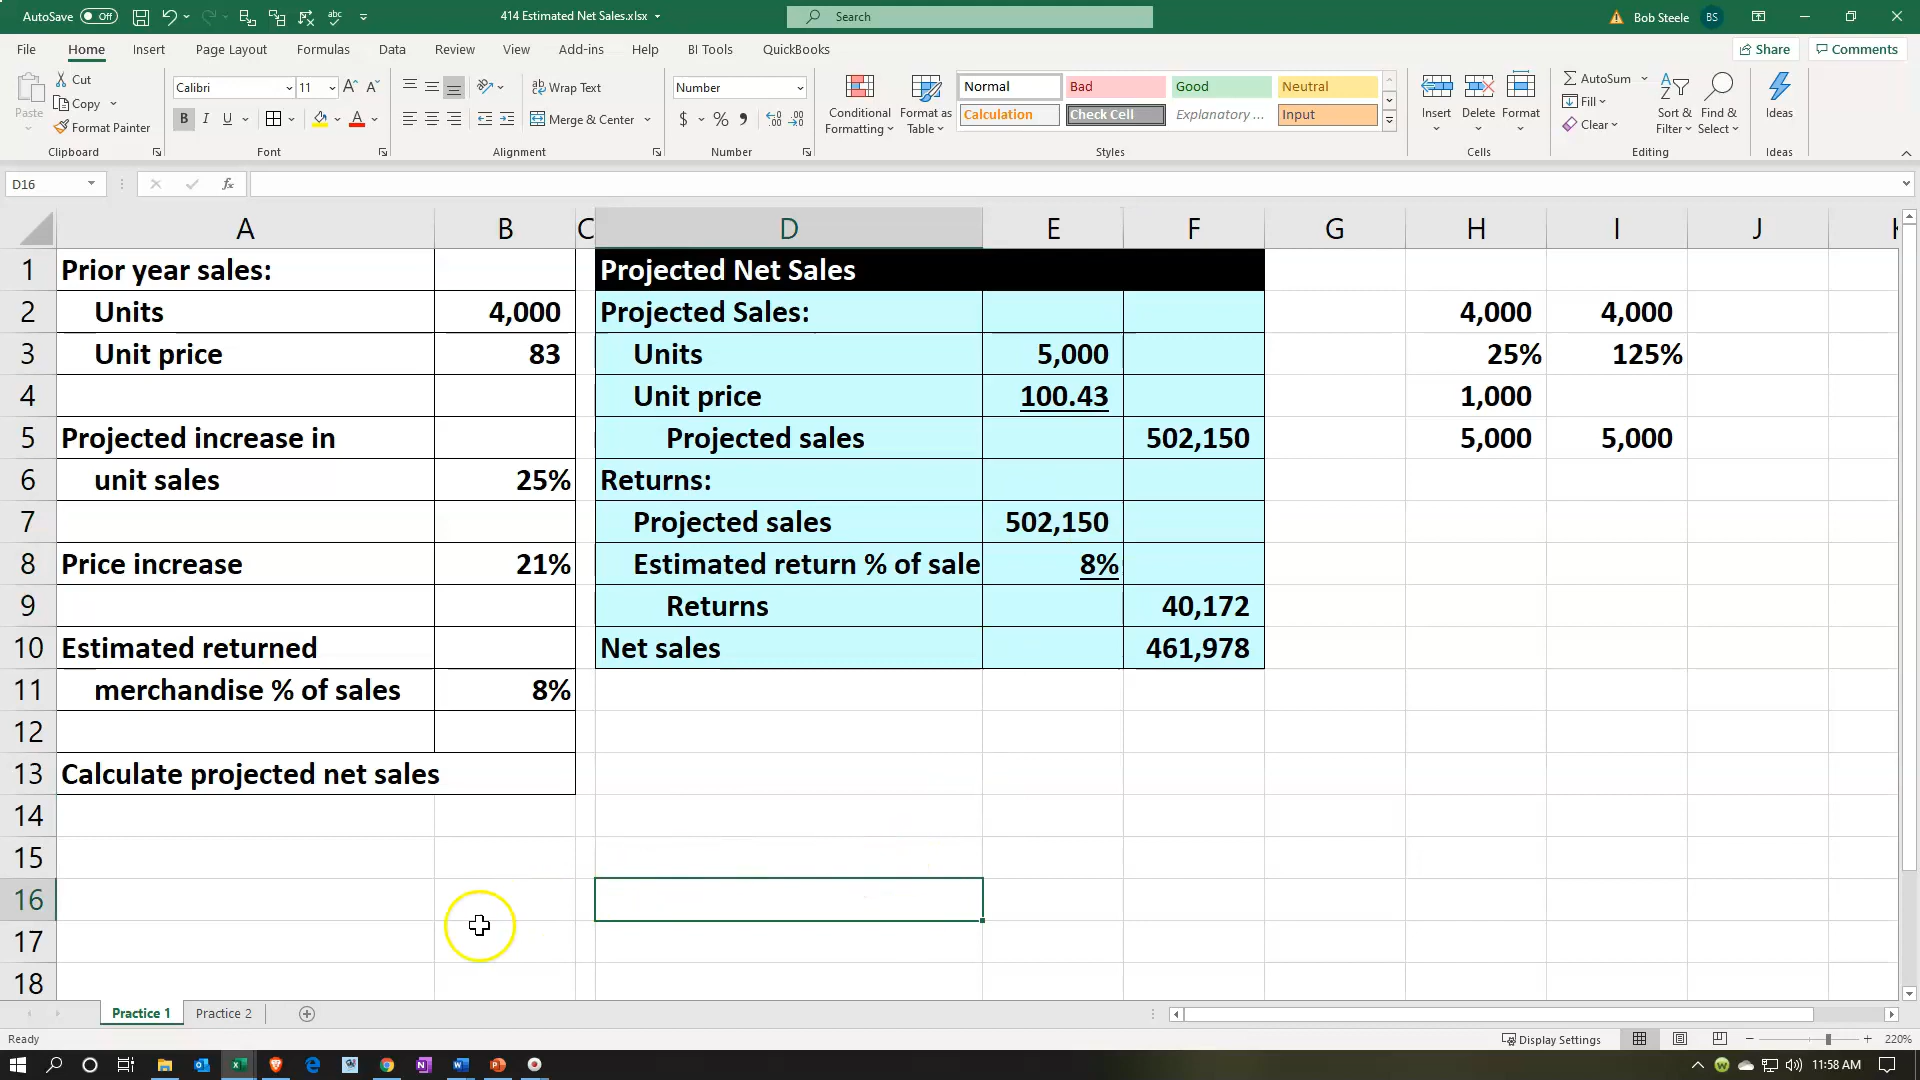 AutoSave Off 414 Estimated Net Sales.xlsx Search Bob Steele BS
File Home Insert Page Layout Formulas Data Review View Add-ins Help BI Tools QuickBooks Share Comments
Paste Cut Copy Format Painter
Calibri 11
Wrap Text
Merge & Center
Number
Conditional Formatting
Format as Table
Normal Bad Good Neutral
Calculation Check Cell Explanatory ... Input
Insert Delete Format
AutoSum Fill Clear
Sort & Filter
Find & Select
Ideas
Clipboard Font Alignment Number Styles Cells Editing Ideas
D16 fx
A B C D E F G H I J K
1 Prior year sales: Projected Net Sales
2 Units 4,000 Projected Sales: 4,000 4,000
3 Unit price 83 Units 5,000 25% 125%
4 Unit price 100.43 1,000
5 Projected increase in Projected sales 502,150 5,000 5,000
6 unit sales 25% Returns:
7 Projected sales 502,150
8 Price increase 21% Estimated return % of sale 8%
9 Returns 40,172
10 Estimated returned Net sales 461,978
11 merchandise % of sales 8%
12
13 Calculate projected net sales
14
15
16
17
18
Practice 1 Practice 2
Ready Display Settings 220%
11:58 AM